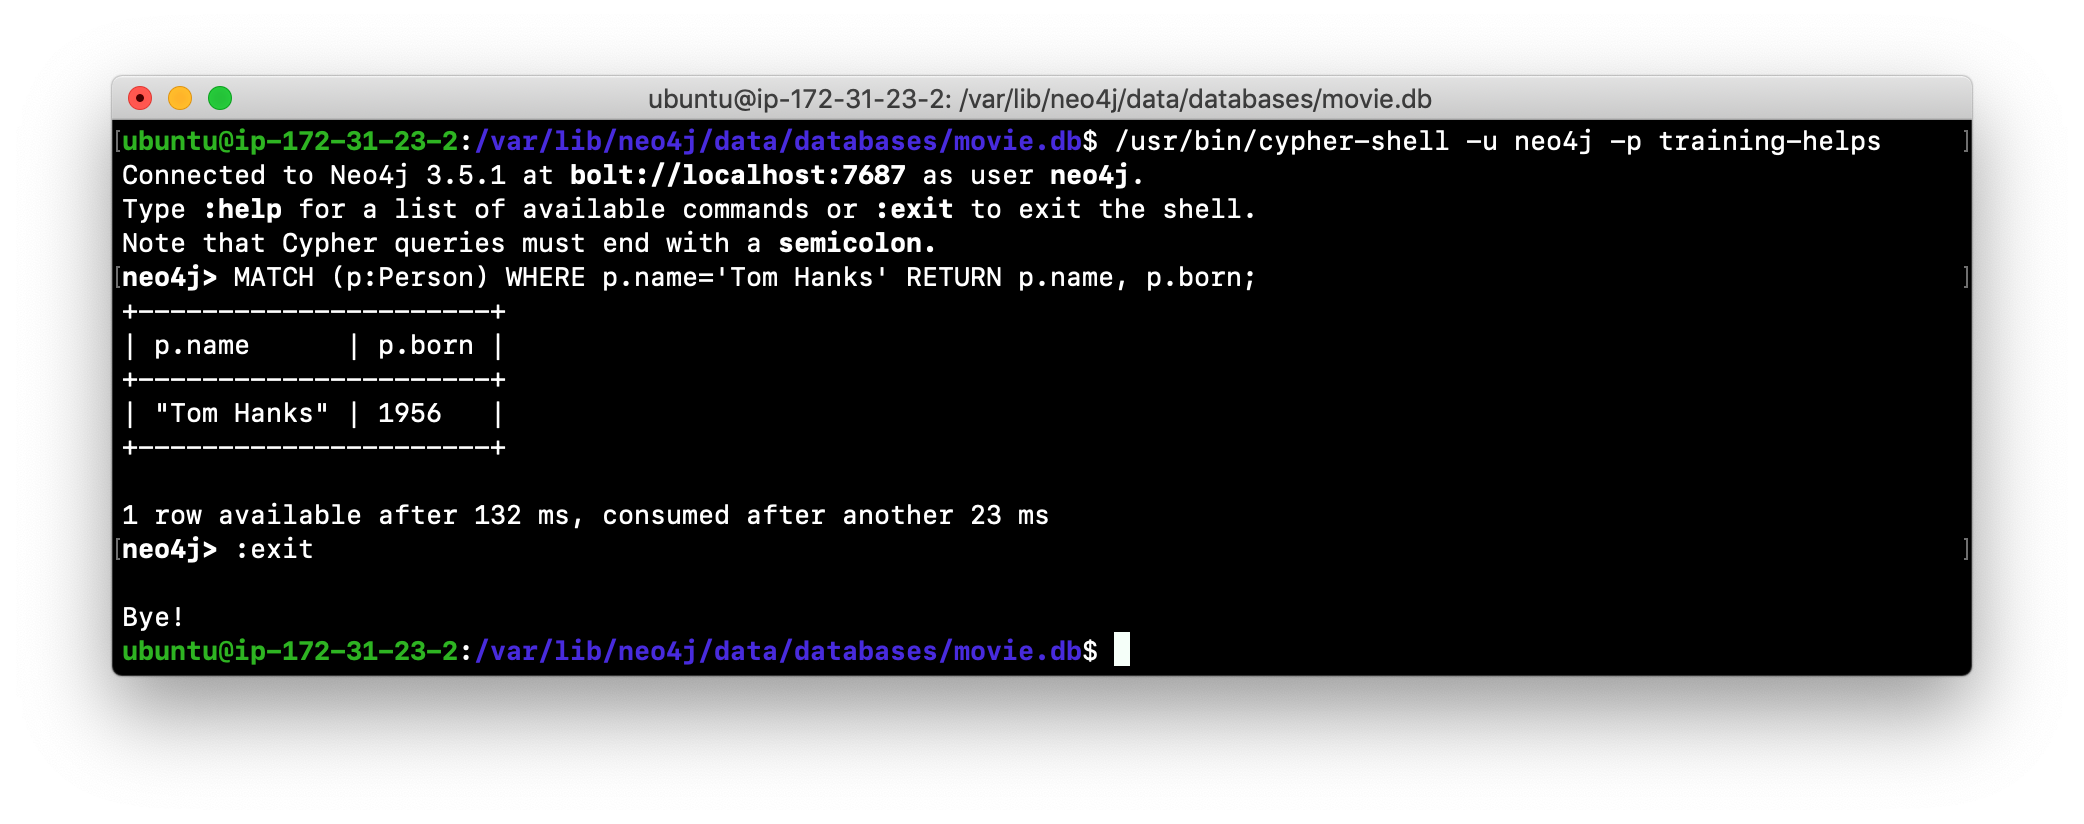 ubuntu@ip-172-31-23-2: /var/lib/neo4j/data/databases/movie.db
[ubuntu@ip-172-31-23-2:/var/lib/neo4j/data/databases/movie.db$ /usr/bin/cypher-shell -u neo4j -p training-helps ]
Connected to Neo4j 3.5.1 at bolt://localhost:7687 as user neo4j.
Type :help for a list of available commands or :exit to exit the shell.
Note that Cypher queries must end with a semicolon.
[neo4j> MATCH (p:Person) WHERE p.name='Tom Hanks' RETURN p.name, p.born; ]
+----------------------+
| p.name      | p.born |
+----------------------+
| "Tom Hanks" | 1956   |
+----------------------+
1 row available after 132 ms, consumed after another 23 ms
[neo4j> :exit ]
Bye!
ubuntu@ip-172-31-23-2:/var/lib/neo4j/data/databases/movie.db$